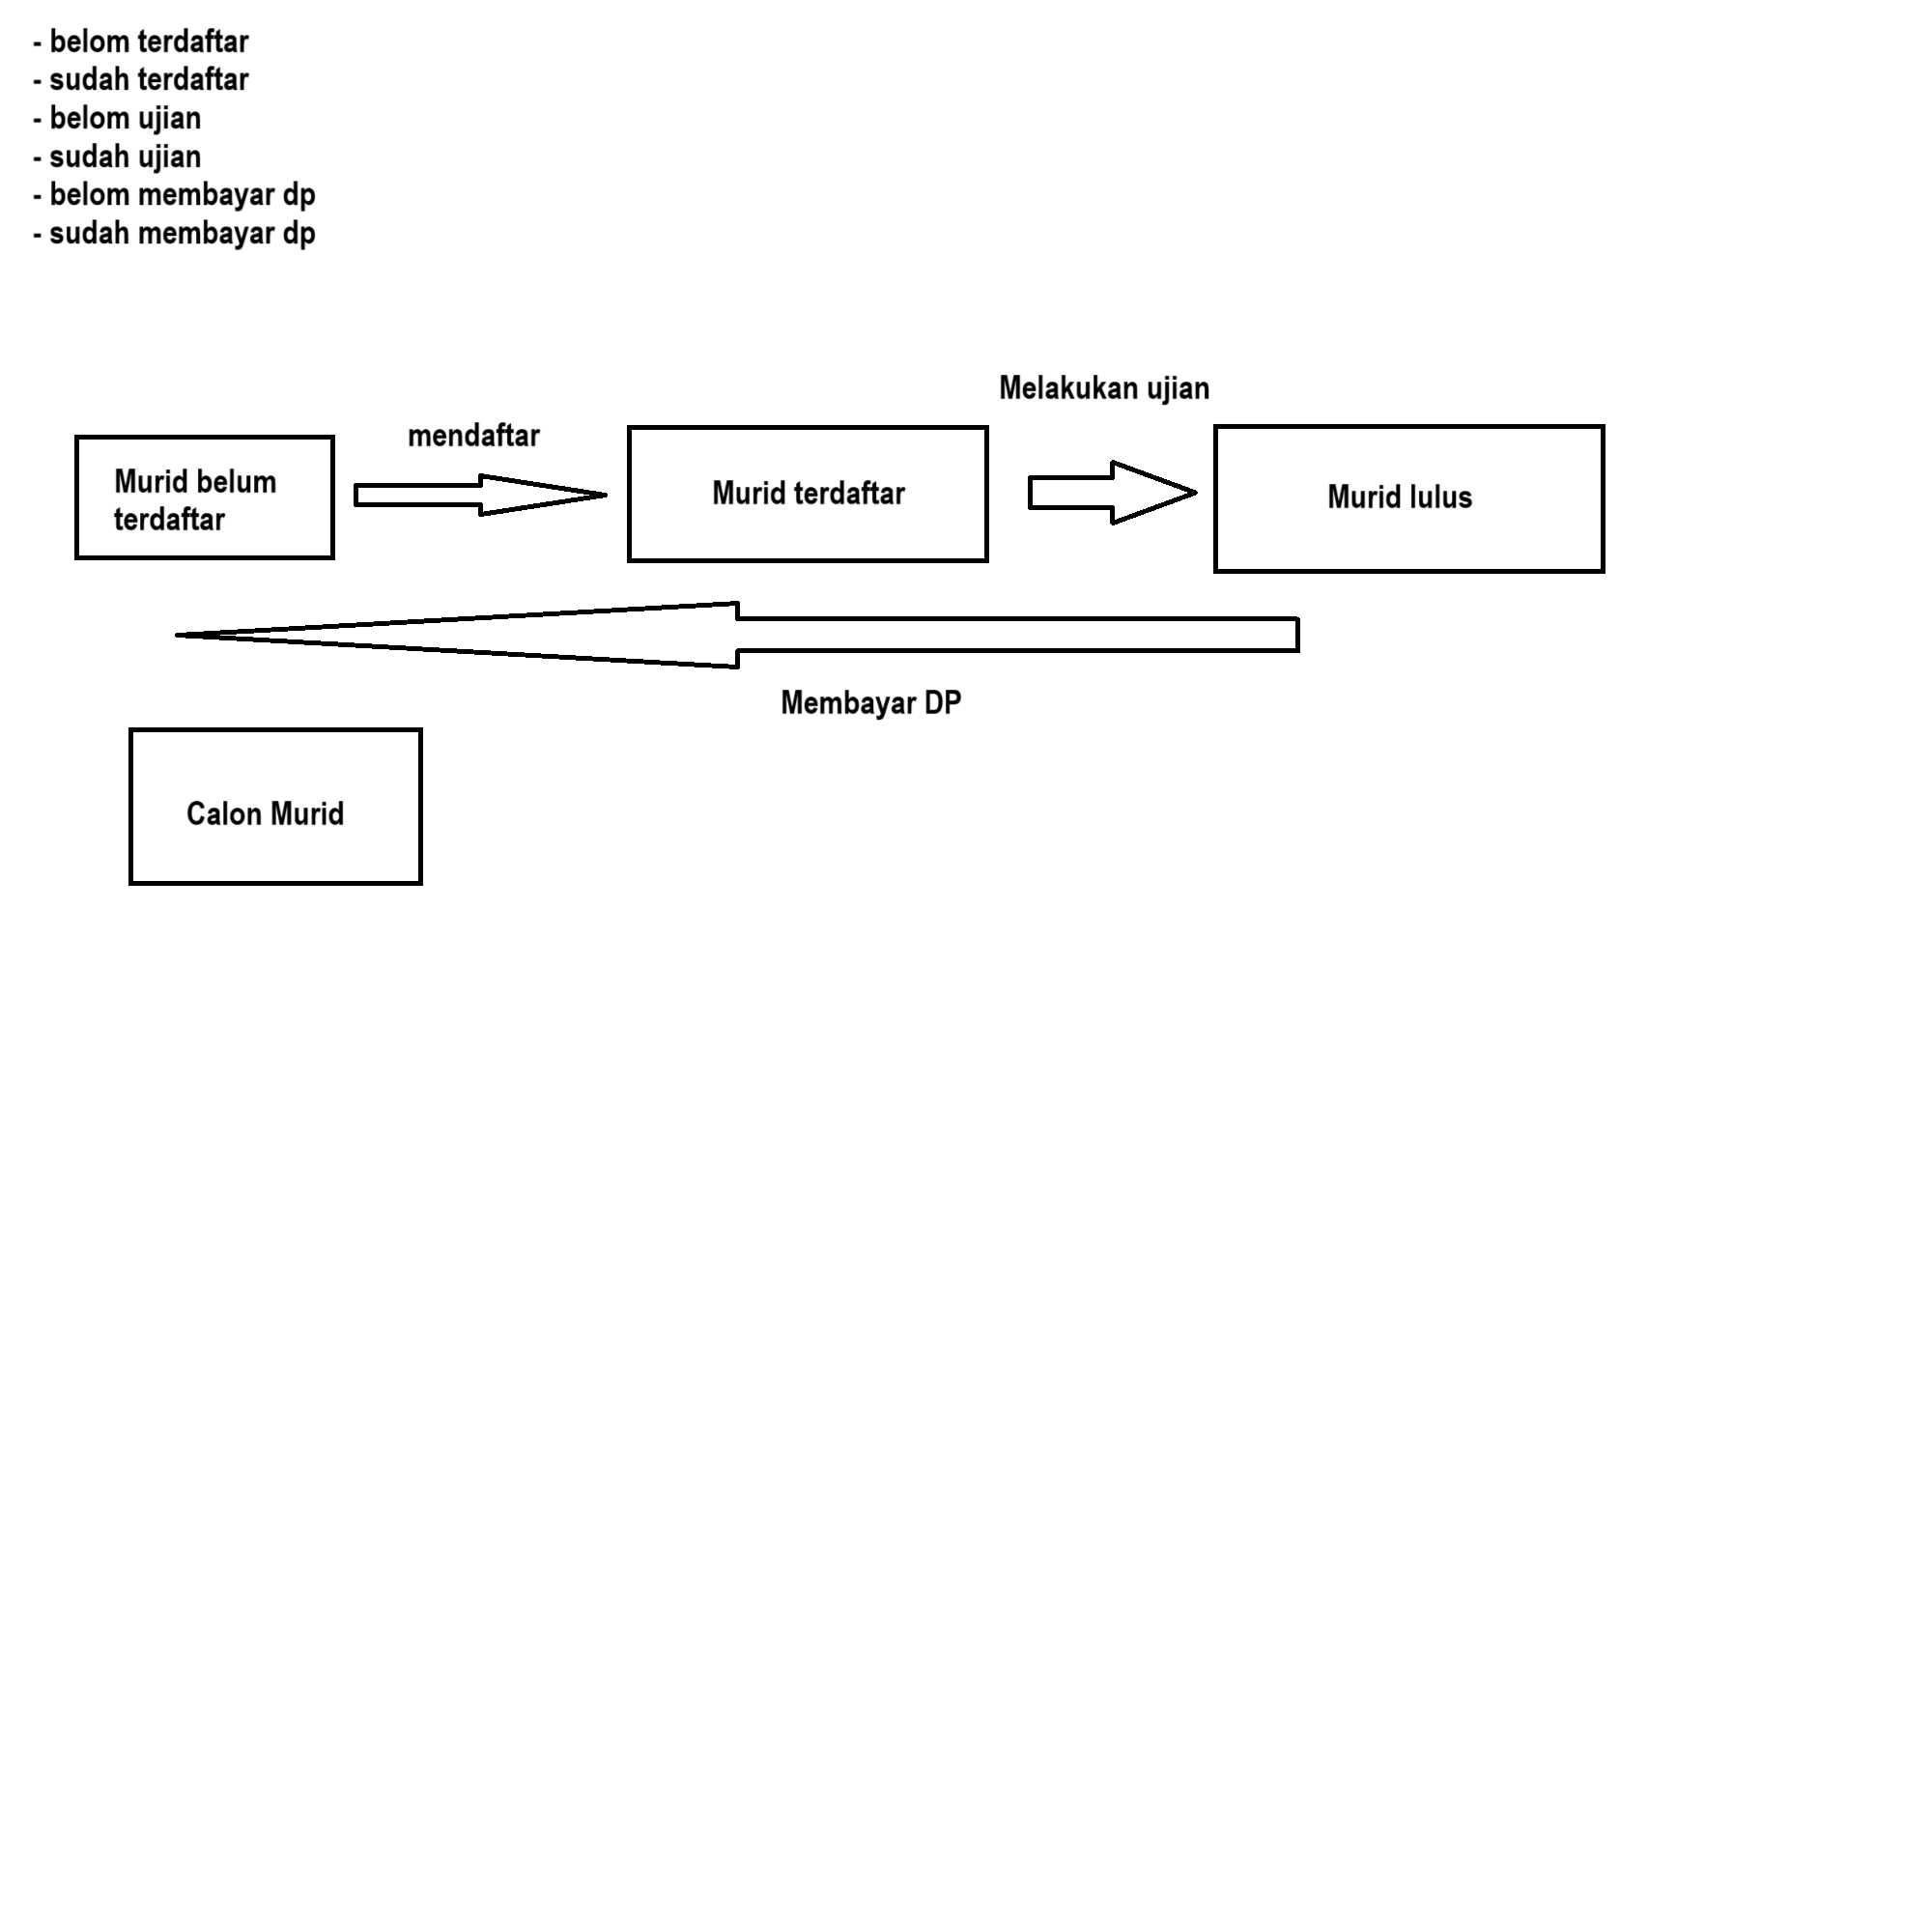 - belom terdaftar
- sudah terdaftar
- belom ujian
- sudah ujian
- belom membayar dp
- sudah membayar dp
Melakukan ujian
mendaftar
Murid belum
terdaftar
Murid terdaftar
Murid lulus
Membayar DP
Calon Murid